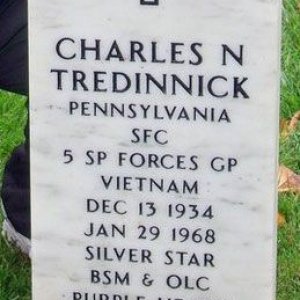 CHARLES N
TREDINNICK
PENNSYLVANIA
SFC
5 SP FORCES GP
VIETNAM
DEC 13 1934
JAN 29 1968
SILVER STAR
BSM & OLC
PURPLE